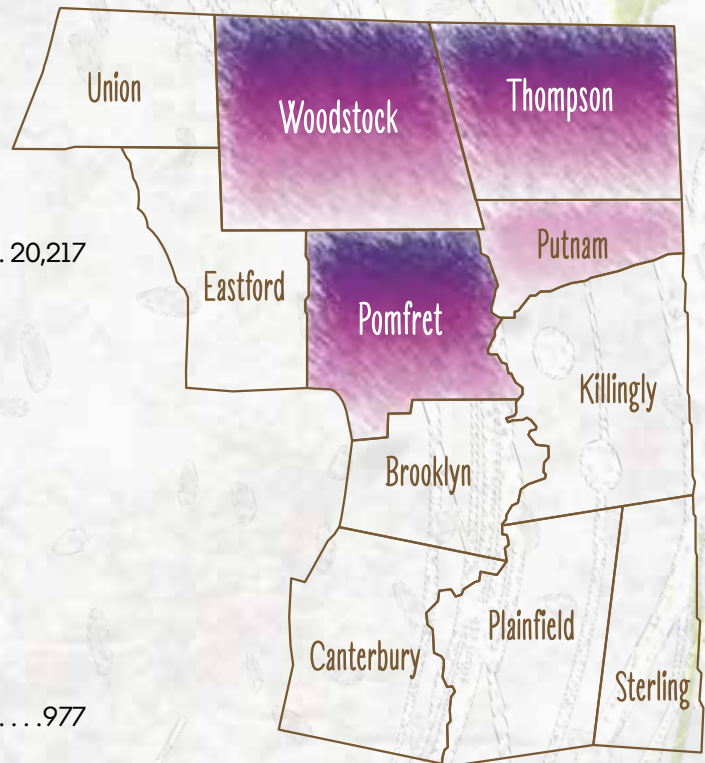 Union
Woodstock
Thompson
. 20,217
Eastford
Putnam
Pomfret
Killingly
Brooklyn
Canterbury
Plainfield
Sterling
. . . .977